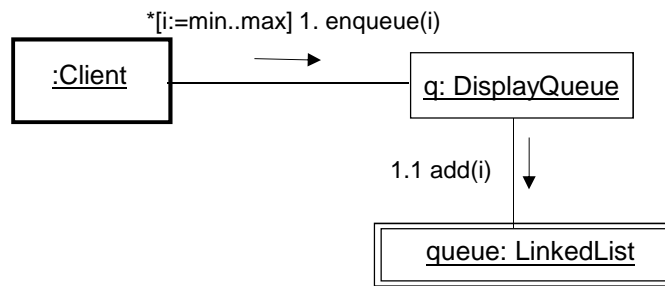 *[i:=min..max] 1. enqueue(i)
:Client
q: DisplayQueue
1.1 add(i)
queue: LinkedList